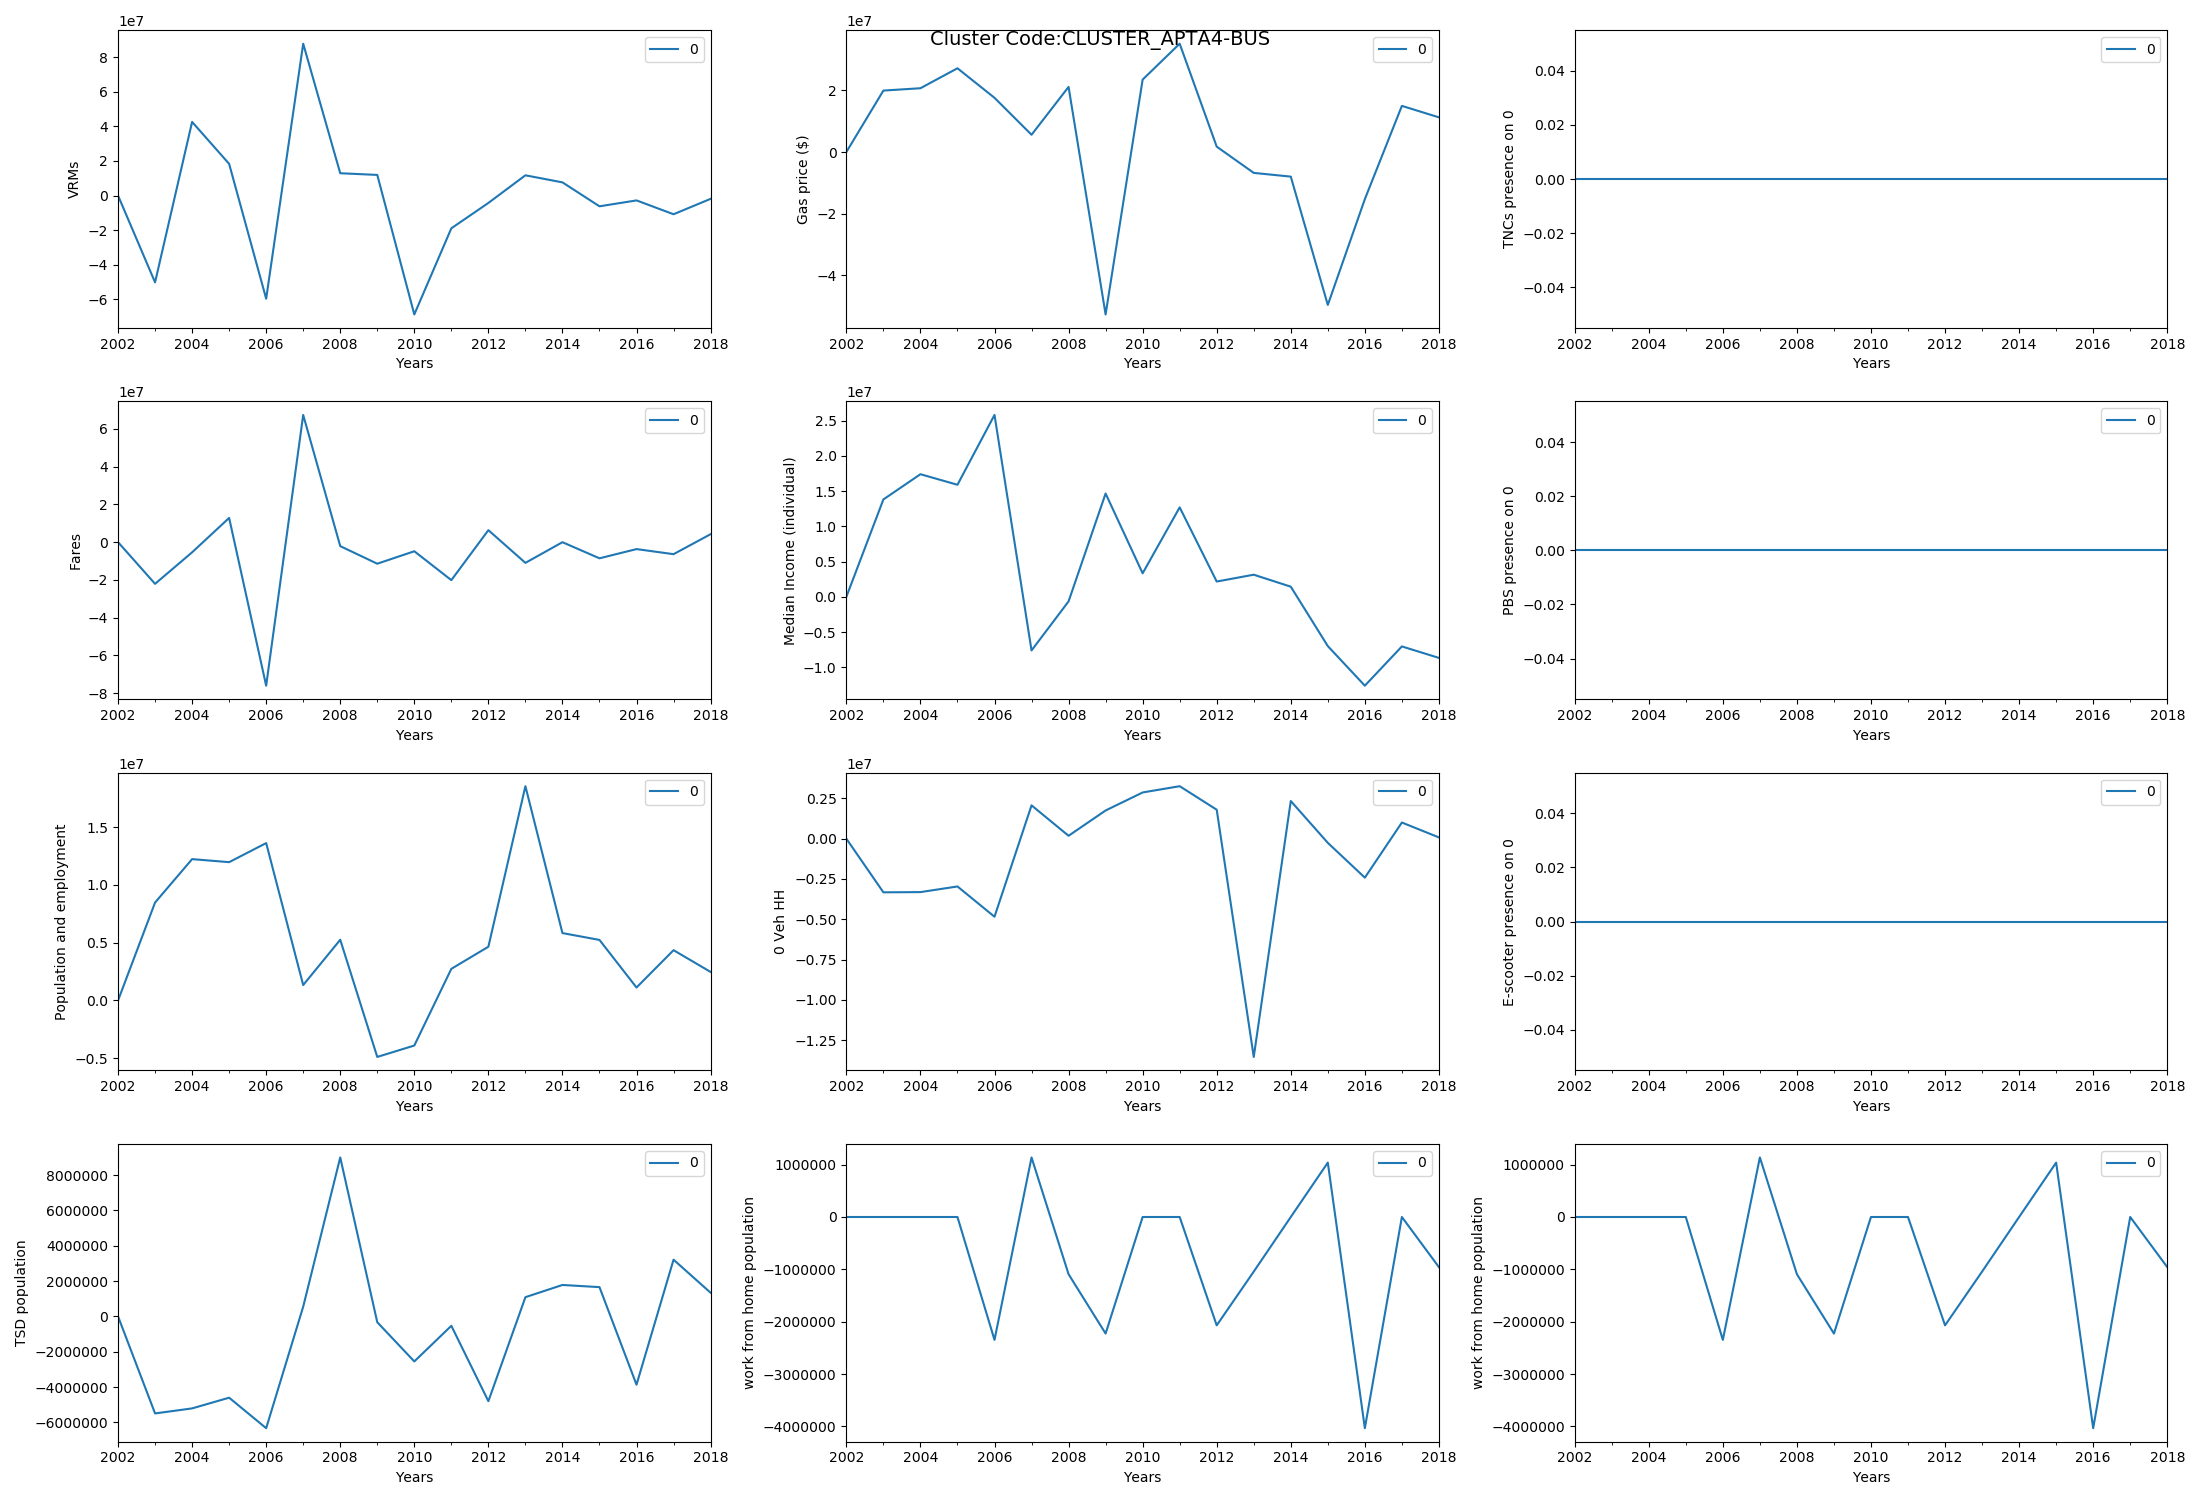 Cluster Code:CLUSTER_APTA4-BUS
1e7
8
6
4
2
0
−2
−4
−6
VRMs
0
2002 2004 2006 2008 2010 2012 2014 2016 2018
Years
1e7
2
0
−2
−4
Gas price ($)
0
2002 2004 2006 2008 2010 2012 2014 2016 2018
Years
0.04
0.02
0.00
−0.02
−0.04
TNCs presence on 0
0
2002 2004 2006 2008 2010 2012 2014 2016 2018
Years
1e7
6
4
2
0
−2
−4
−6
−8
Fares
0
2002 2004 2006 2008 2010 2012 2014 2016 2018
Years
1e7
2.5
2.0
1.5
1.0
0.5
0.0
−0.5
−1.0
Median Income (individual)
0
2002 2004 2006 2008 2010 2012 2014 2016 2018
Years
0.04
0.02
0.00
−0.02
−0.04
PBS presence on 0
0
2002 2004 2006 2008 2010 2012 2014 2016 2018
Years
1e7
1.5
1.0
0.5
0.0
−0.5
Population and employment
0
2002 2004 2006 2008 2010 2012 2014 2016 2018
Years
1e7
0.25
0.00
−0.25
−0.50
−0.75
−1.00
−1.25
0 Veh HH
0
2002 2004 2006 2008 2010 2012 2014 2016 2018
Years
0.04
0.02
0.00
−0.02
−0.04
E-scooter presence on 0
0
2002 2004 2006 2008 2010 2012 2014 2016 2018
Years
8000000
6000000
4000000
2000000
0
−2000000
−4000000
−6000000
TSD population
0
2002 2004 2006 2008 2010 2012 2014 2016 2018
Years
1000000
0
−1000000
−2000000
−3000000
−4000000
work from home population
0
2002 2004 2006 2008 2010 2012 2014 2016 2018
Years
1000000
0
−1000000
−2000000
−3000000
−4000000
work from home population
0
2002 2004 2006 2008 2010 2012 2014 2016 2018
Years